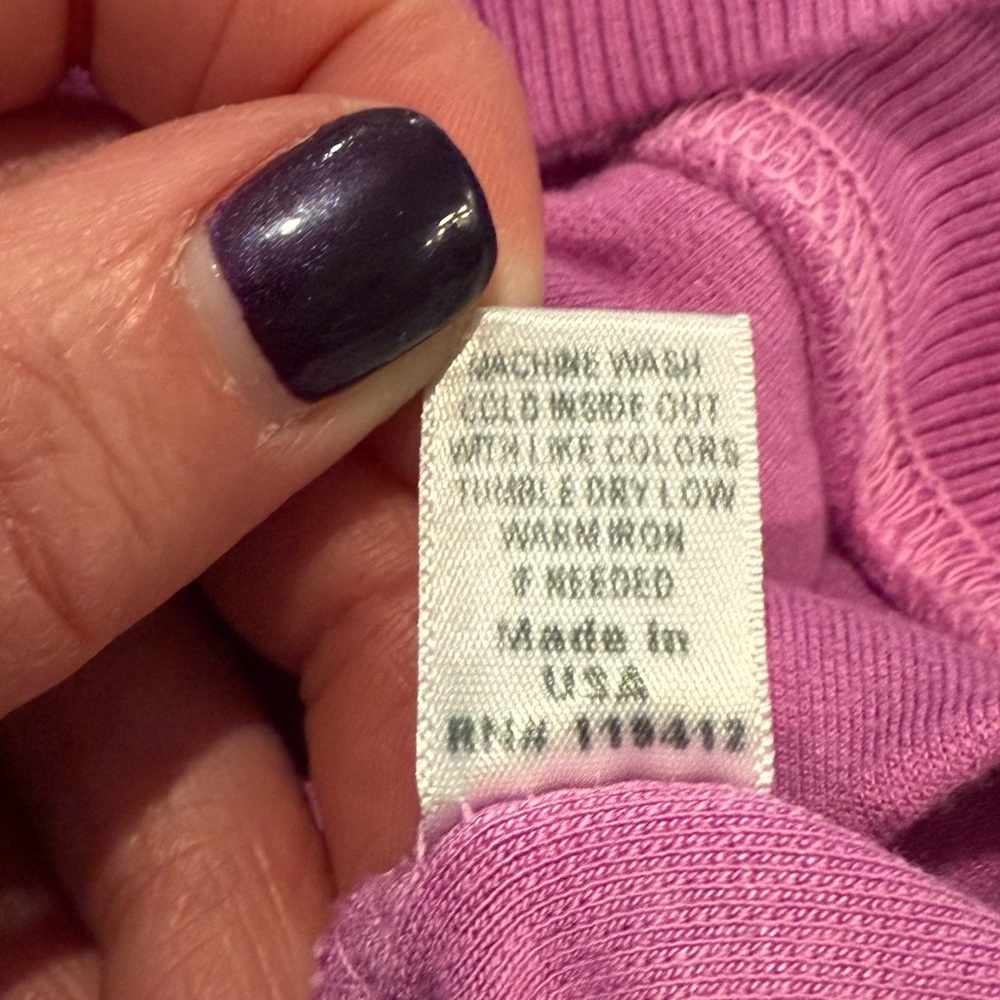 MACHINE WASH
COLD INSIDE OUT
WITH LIKE COLORS
TUMBLE DRY LOW
WARM IRON
IF NEEDED
Made in
USA
RN# 119412